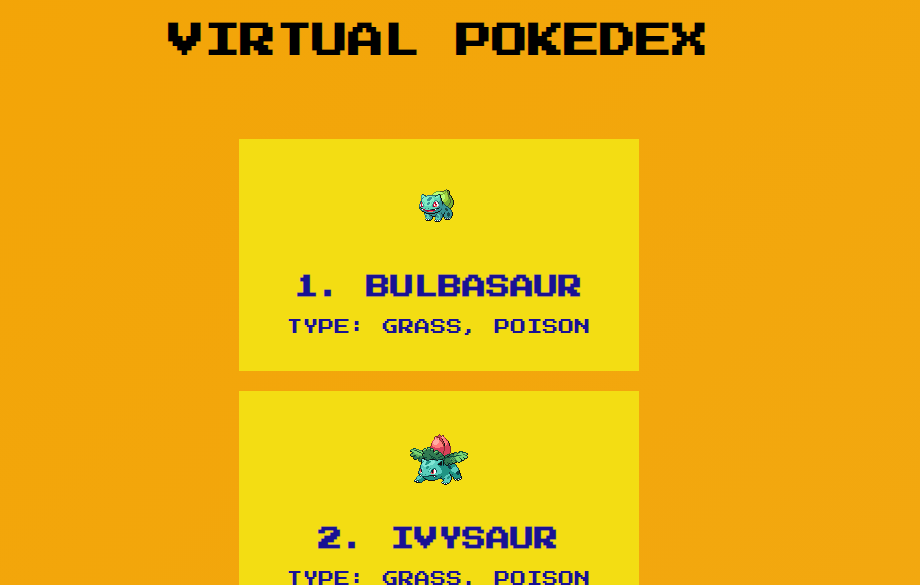 VIRTUAL POKEDEX
1. BULBASAUR
TYPE: GRASS, POISON
2. IVYSAUR
TYPE: GRASS, POISON